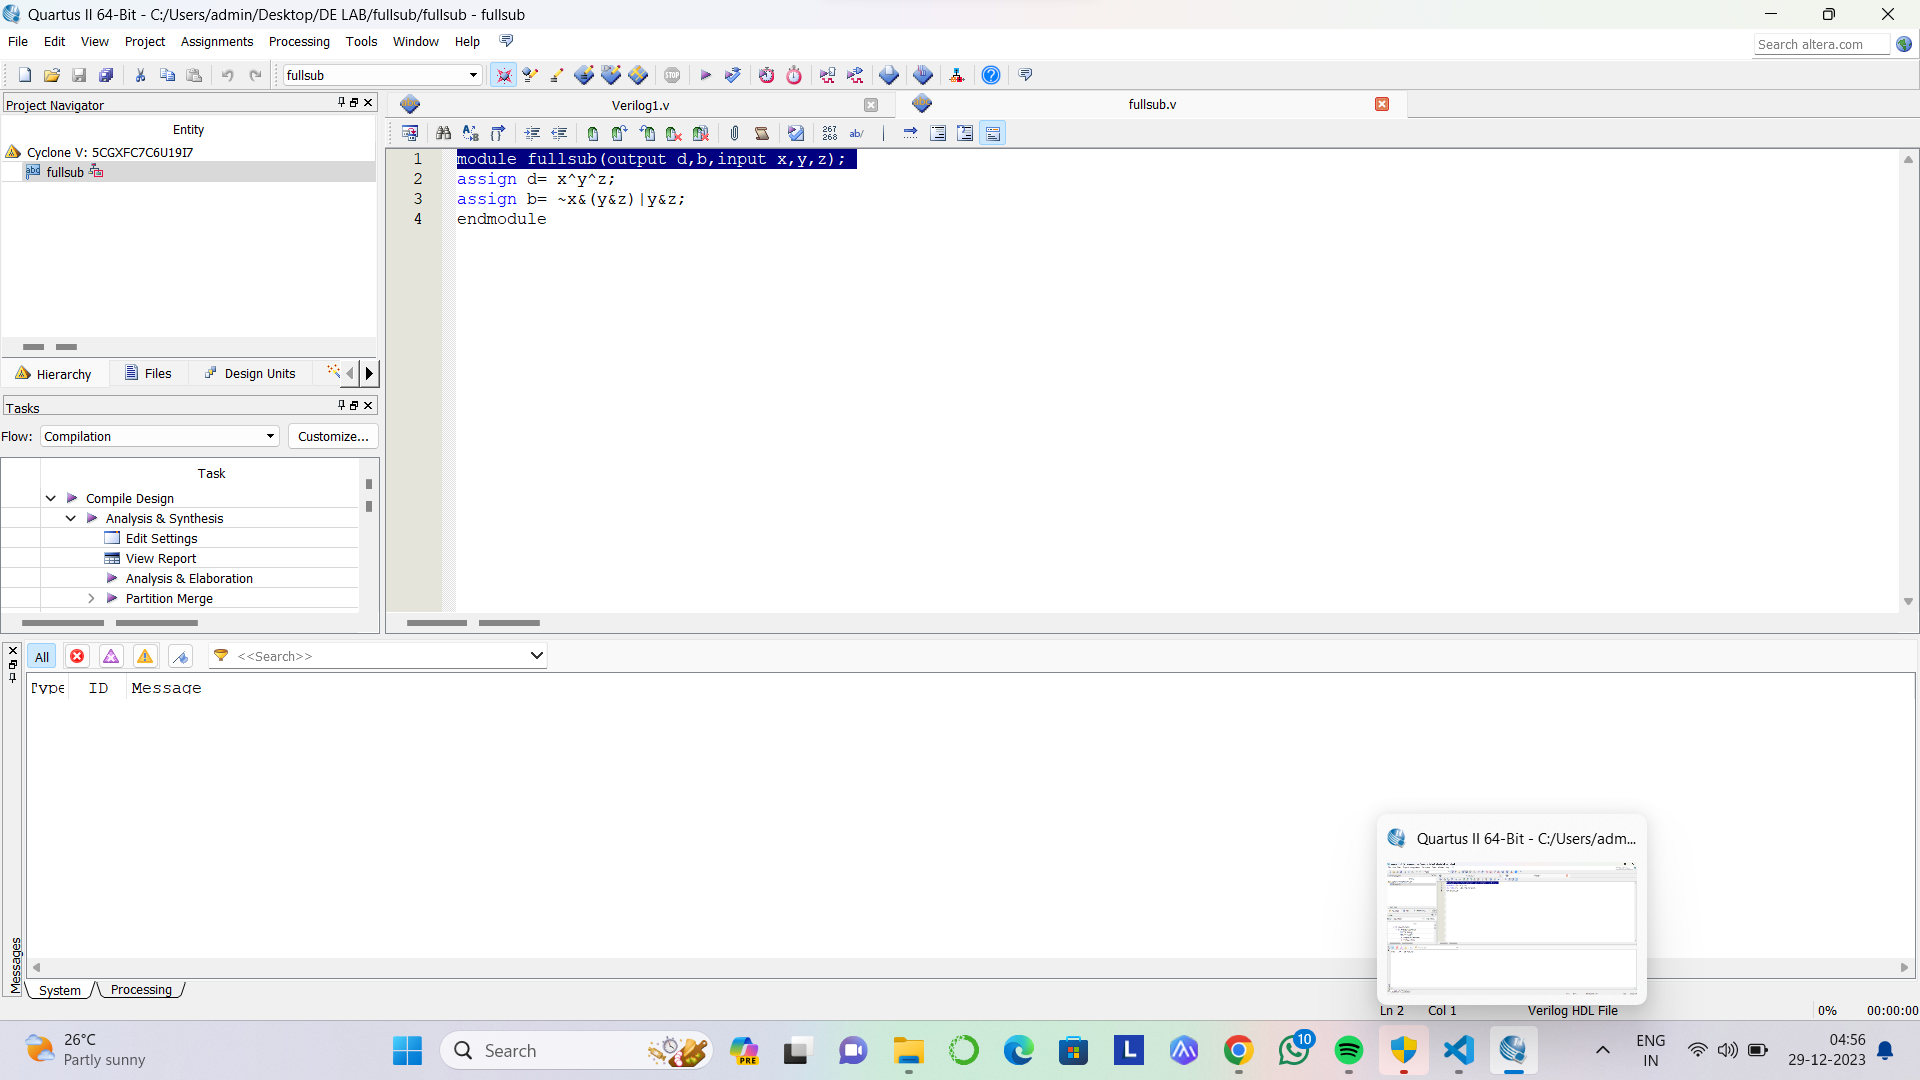 Quartus II 64-Bit - C:/Users/admin/Desktop/DE LAB/fullsub/fullsub - fullsub
File Edit View Project Assignments Processing Tools Window Help
Search altera.com
fullsub
STOP
Project Navigator
Entity
Cyclone V: 5CGXFC7C6U19I7
fullsub
Hierarchy Files Design Units
Verilog1.v
fullsub.v
267
268
ab/
1 module fullsub(output d,b,input x,y,z);
2 assign d= x^y^z;
3 assign b= ~x&(y&z)|y&z;
4 endmodule
Tasks
Flow: Compilation Customize...
Task
Compile Design
Analysis & Synthesis
Edit Settings
View Report
Analysis & Elaboration
Partition Merge
All <<Search>>
Type ID Message
Messages
System Processing
Quartus II 64-Bit - C:/Users/adm...
Ln 2 Col 1 Verilog HDL File 0% 00:00:00
26°C
Partly sunny
Search
PRE
L
10
ENG
IN
04:56
29-12-2023